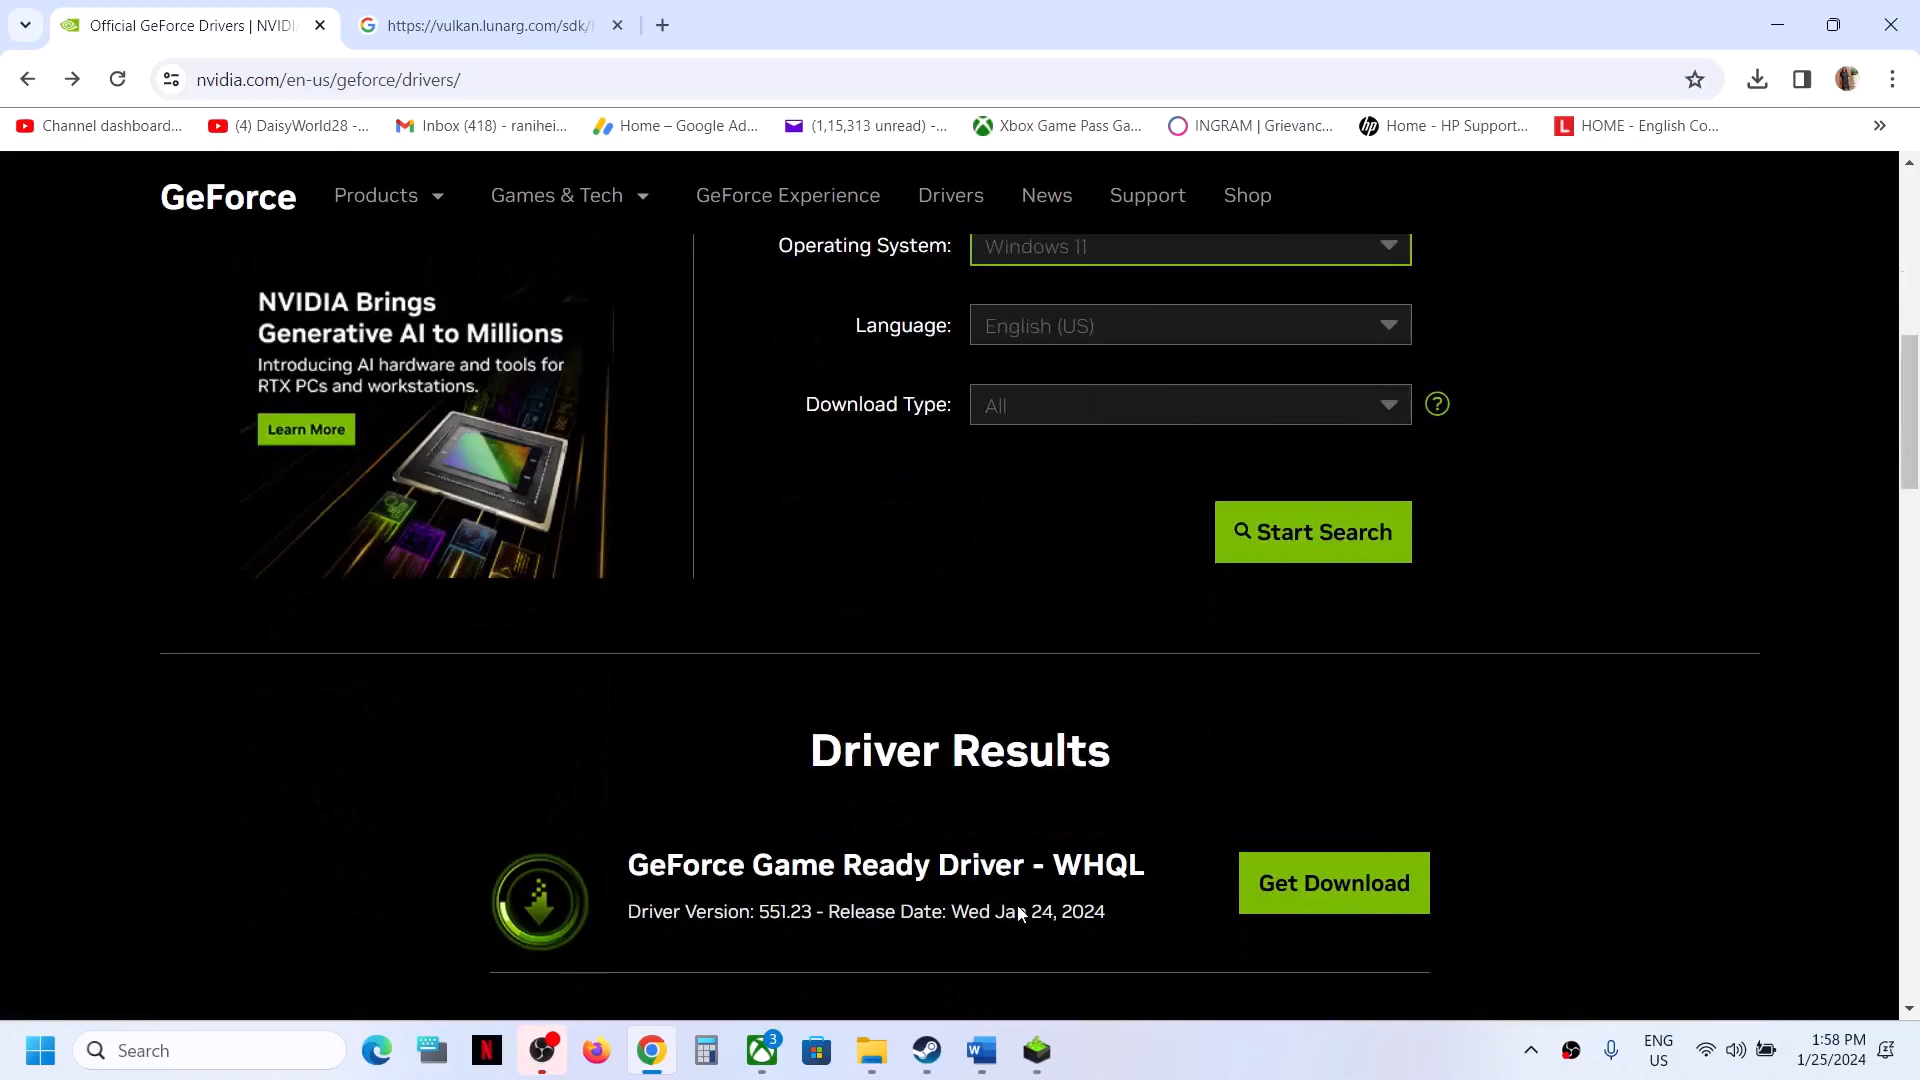 Official GeForce Drivers | NVIDI
https://vulkan.lunarg.com/sdk/
nvidia.com/en-us/geforce/drivers/
Channel dashboard...
(4) DaisyWorld28 -...
Inbox (418) - ranihei...
Home – Google Ad...
(1,15,313 unread) -...
Xbox Game Pass Ga...
INGRAM | Grievanc...
Home - HP Support...
HOME - English Co...
GeForce
Products
Games & Tech
GeForce Experience
Drivers
News
Support
Shop
Operating System:
Windows 11
NVIDIA Brings
Generative AI to Millions
Introducing AI hardware and tools for
RTX PCs and workstations.
Learn More
Language:
English (US)
Download Type:
All
?
Start Search
Driver Results
GeForce Game Ready Driver - WHQL
Driver Version: 551.23 - Release Date: Wed Jan 24, 2024
Get Download
Search
3
ENG
US
1:58 PM
1/25/2024